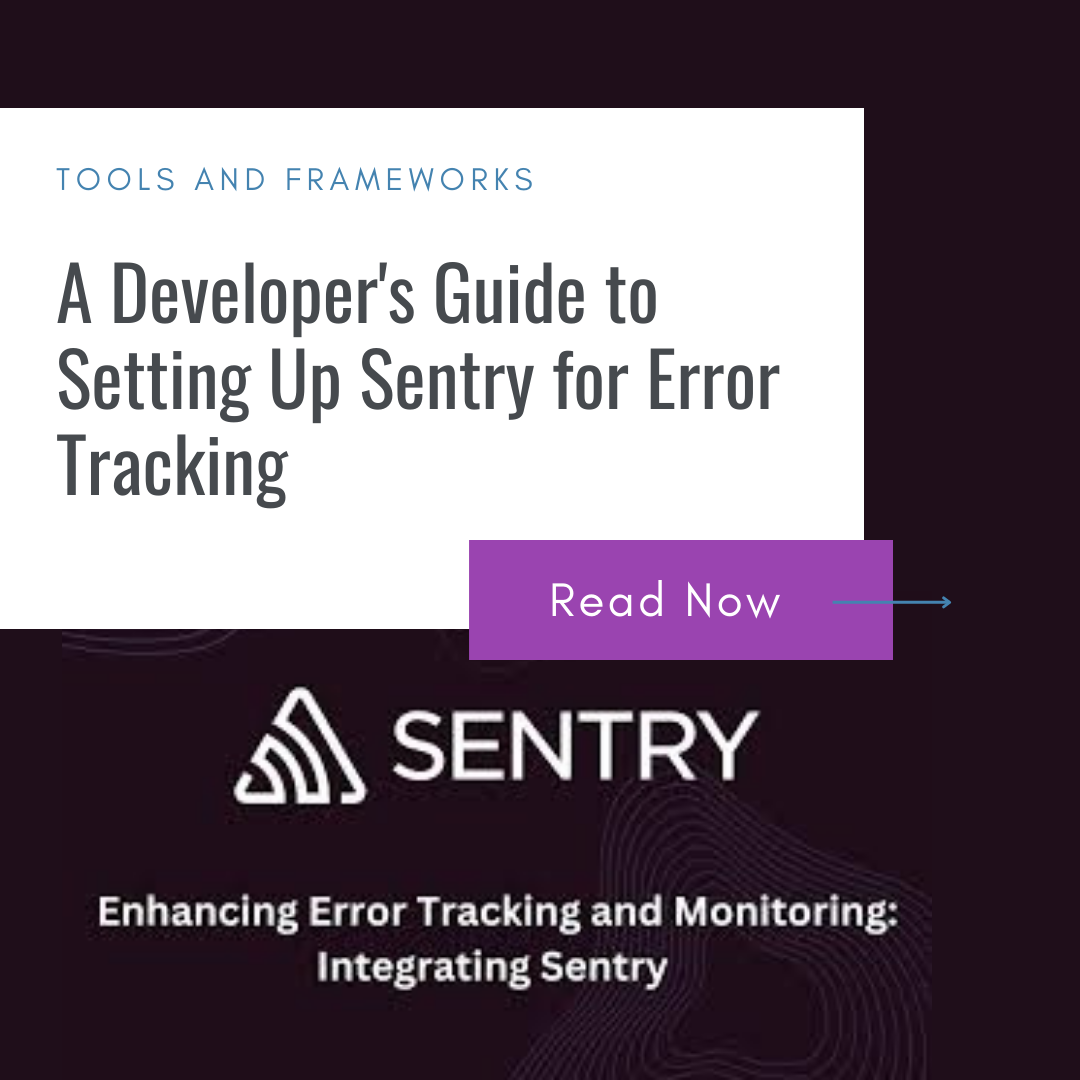 TOOLS AND FRAMEWORKS
A Developer's Guide to
Setting Up Sentry for Error
Tracking
Read Now
SENTRY
Enhancing Error Tracking and Monitoring:
Integrating Sentry